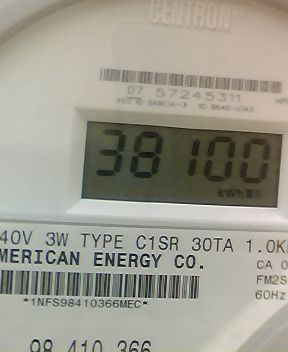 CENTRON
07 57245311
38100
kWh
40V 3W TYPE C1SR 30TA 1.0K
MERICAN ENERGY CO.
CA 0
FM2S
60Hz
*1NFS98410366MEC*
98 410 366